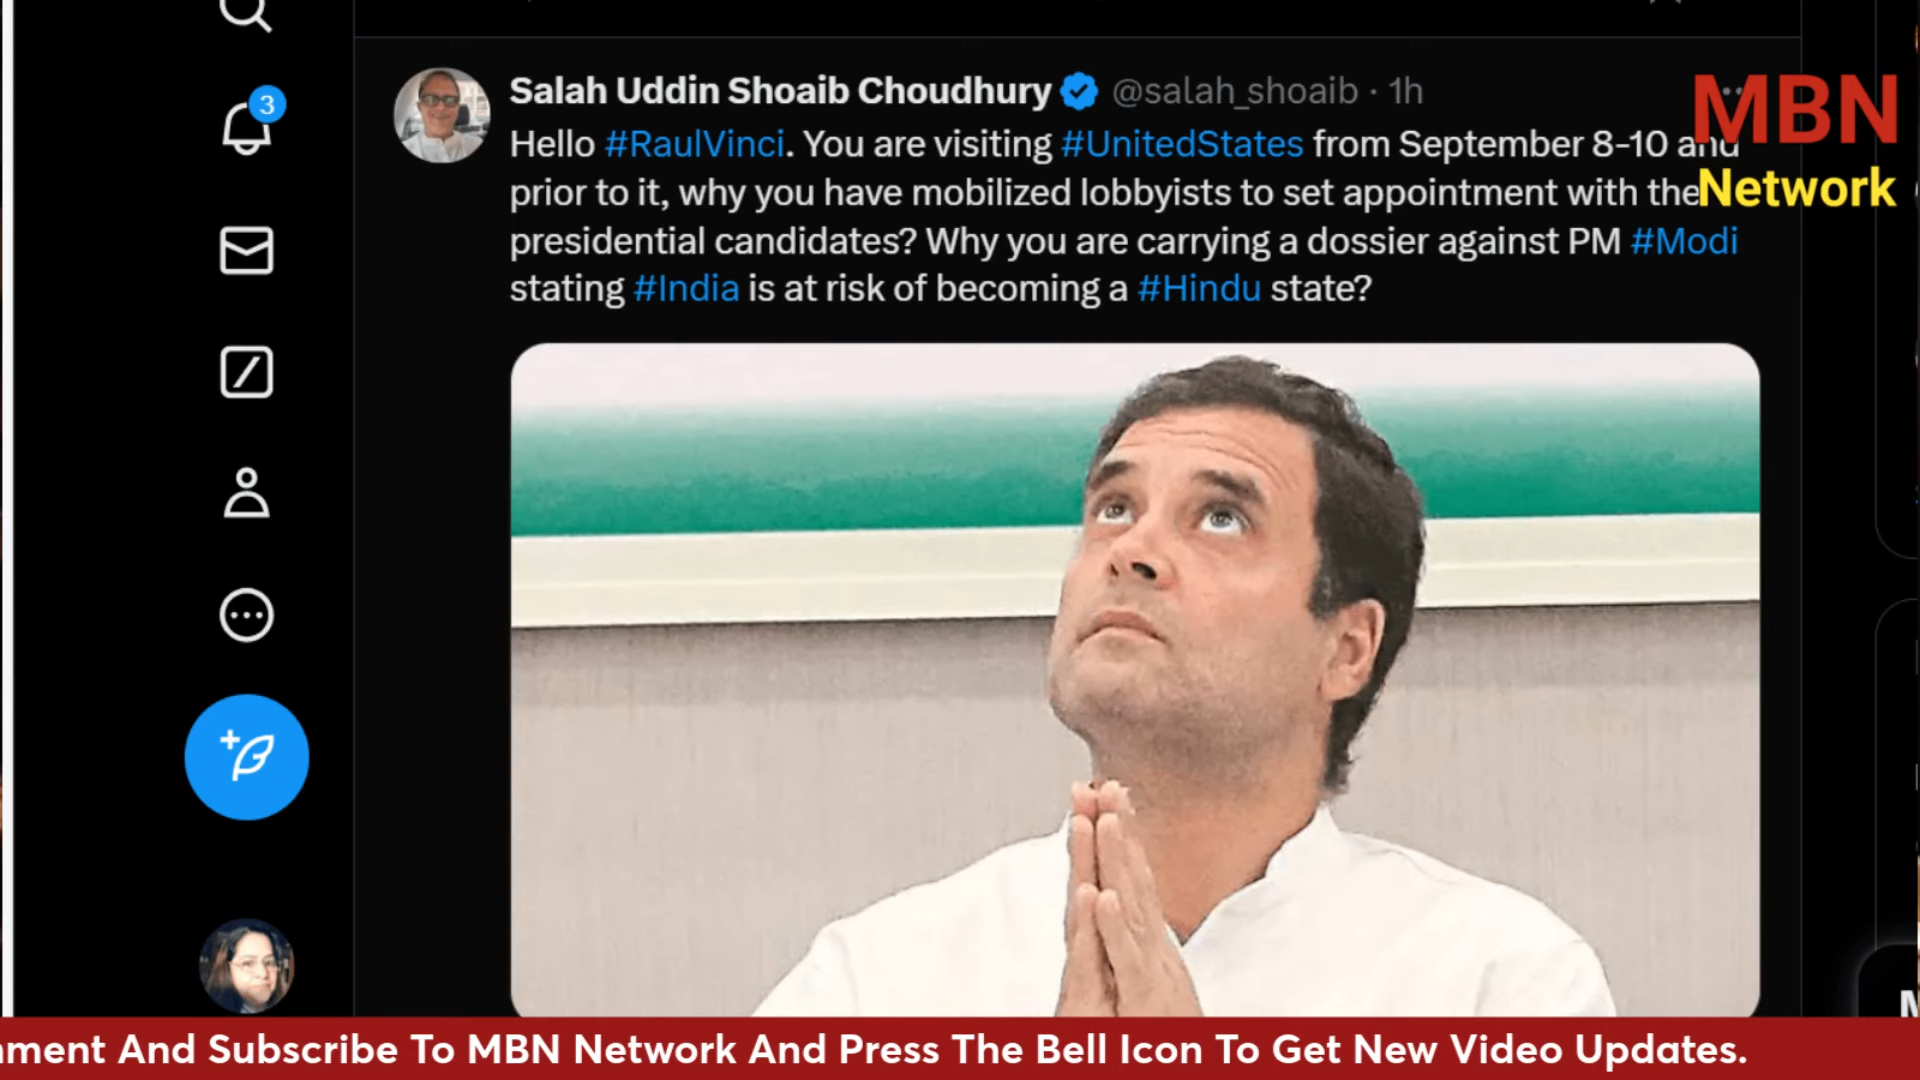 3
Salah Uddin Shoaib Choudhury @salah_shoaib · 1h
Hello #RaulVinci. You are visiting #UnitedStates from September 8-10 and
prior to it, why you have mobilized lobbyists to set appointment with the
presidential candidates? Why you are carrying a dossier against PM #Modi
stating #India is at risk of becoming a #Hindu state?
MBN
Network
And Subscribe To MBN Network And Press The Bell Icon To Get New Video Updates.